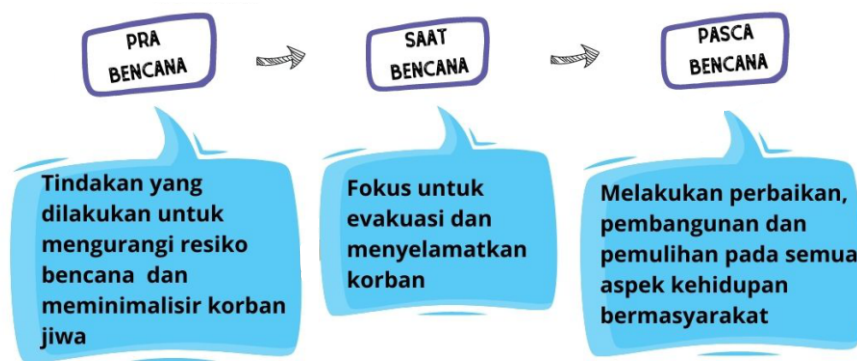 PRA
BENCANA
SAAT
BENCANA
PASCA
BENCANA
Tindakan yang
dilakukan untuk
mengurangi resiko
bencana dan
meminimalisir korban
jiwa
Fokus untuk
evakuasi dan
menyelamatkan
korban
Melakukan perbaikan,
pembangunan dan
pemulihan pada semua
aspek kehidupan
bermasyarakat